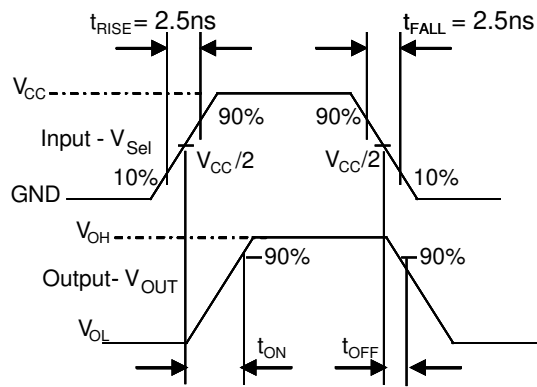 tRISE = 2.5ns tFALL = 2.5ns
VCC
90% 90%
Input - VSel
VCC/2 VCC/2
10% 10%
GND
VOH
90% 90%
Output- VOUT
VOL
tON tOFF